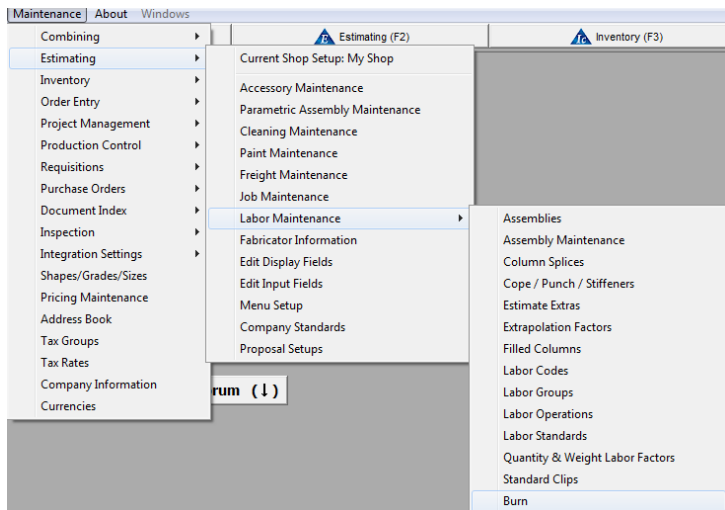 Maintenance About Windows
Estimating (F2)
Inventory (F3)
Combining
Estimating
Inventory
Order Entry
Project Management
Production Control
Requisitions
Purchase Orders
Document Index
Inspection
Integration Settings
Shapes/Grades/Sizes
Pricing Maintenance
Address Book
Tax Groups
Tax Rates
Company Information
Currencies
Current Shop Setup: My Shop
Accessory Maintenance
Parametric Assembly Maintenance
Cleaning Maintenance
Paint Maintenance
Freight Maintenance
Job Maintenance
Labor Maintenance
Fabricator Information
Edit Display Fields
Edit Input Fields
Menu Setup
Company Standards
Proposal Setups
rum (↓)
Assemblies
Assembly Maintenance
Column Splices
Cope / Punch / Stiffeners
Estimate Extras
Extrapolation Factors
Filled Columns
Labor Codes
Labor Groups
Labor Operations
Labor Standards
Quantity & Weight Labor Factors
Standard Clips
Burn